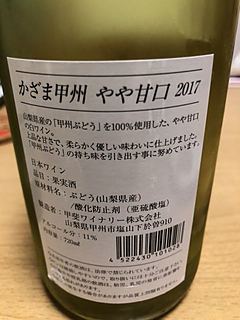 かざま甲州 やや甘口 2017
山梨県産の「甲州ぶどう」を100%使用した、やや甘口
の白ワイン。
上品な甘さで、柔らかく優しい味わいに仕上げました。
「甲州ぶどう」の持ち味を引き出す事に努めています。
日本ワイン
品名：果実酒
原材料名：ぶどう(山梨県産)
/酸化防止剤（亜硫酸塩）
製造者：甲斐ワイナリー株式会社
山梨県甲州市塩山下於曽910
アルコール分：11%
内容量：720ml